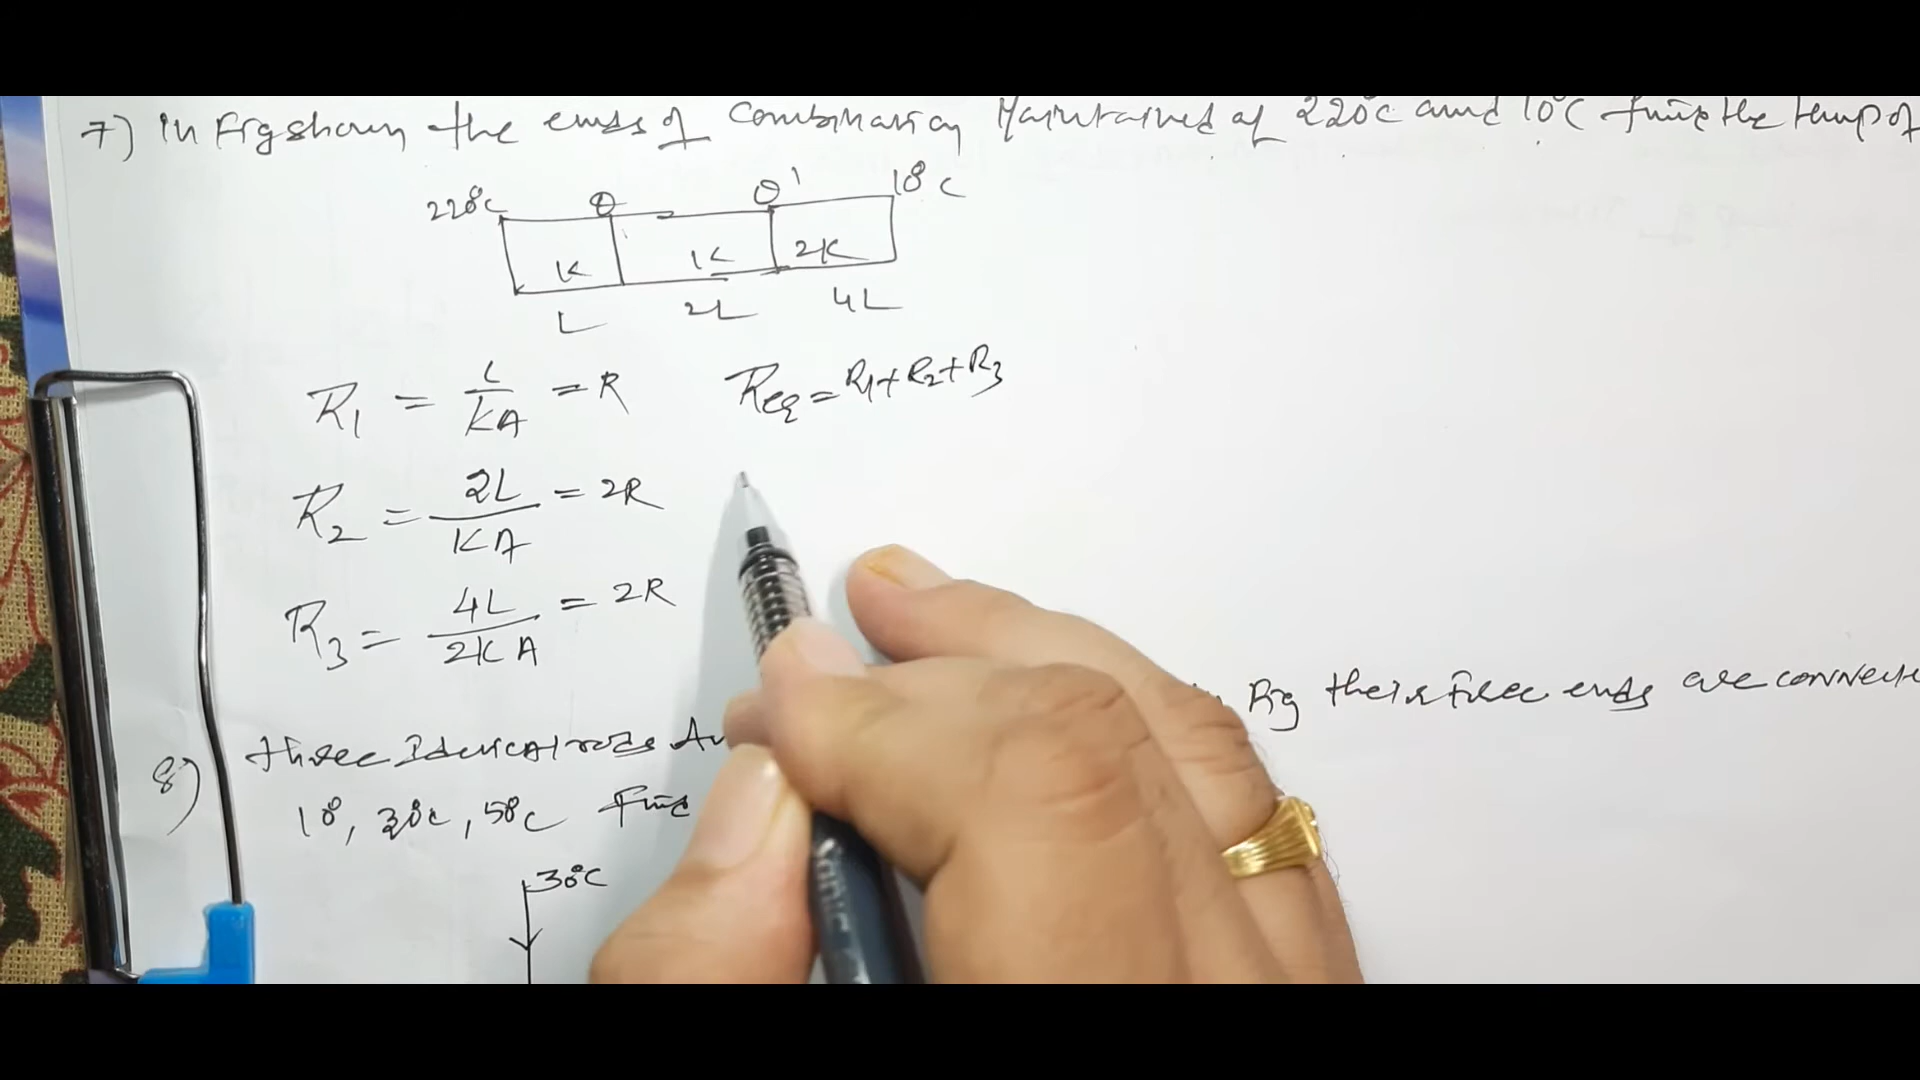 7) in Fig shown the ends of Combination Maintained at 220°C and 10°C find the temp of
220°C θ θ' 10°C
K K 2K
L 2L 4L
R1 = L/KA = R Req = R1+R2+R3
R2 = 2L/KA = 2R
R3 = 4L/2KA = 2R
8) three Identical rods Fig their free ends are connected
10°, 30°C, 50°C Find
30°C